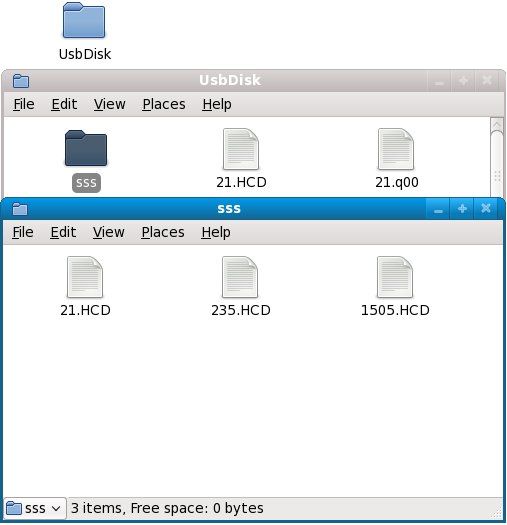 UsbDisk
UsbDisk
File Edit View Places Help
sss 21.HCD 21.q00
sss
File Edit View Places Help
21.HCD 235.HCD 1505.HCD
sss 3 items, Free space: 0 bytes